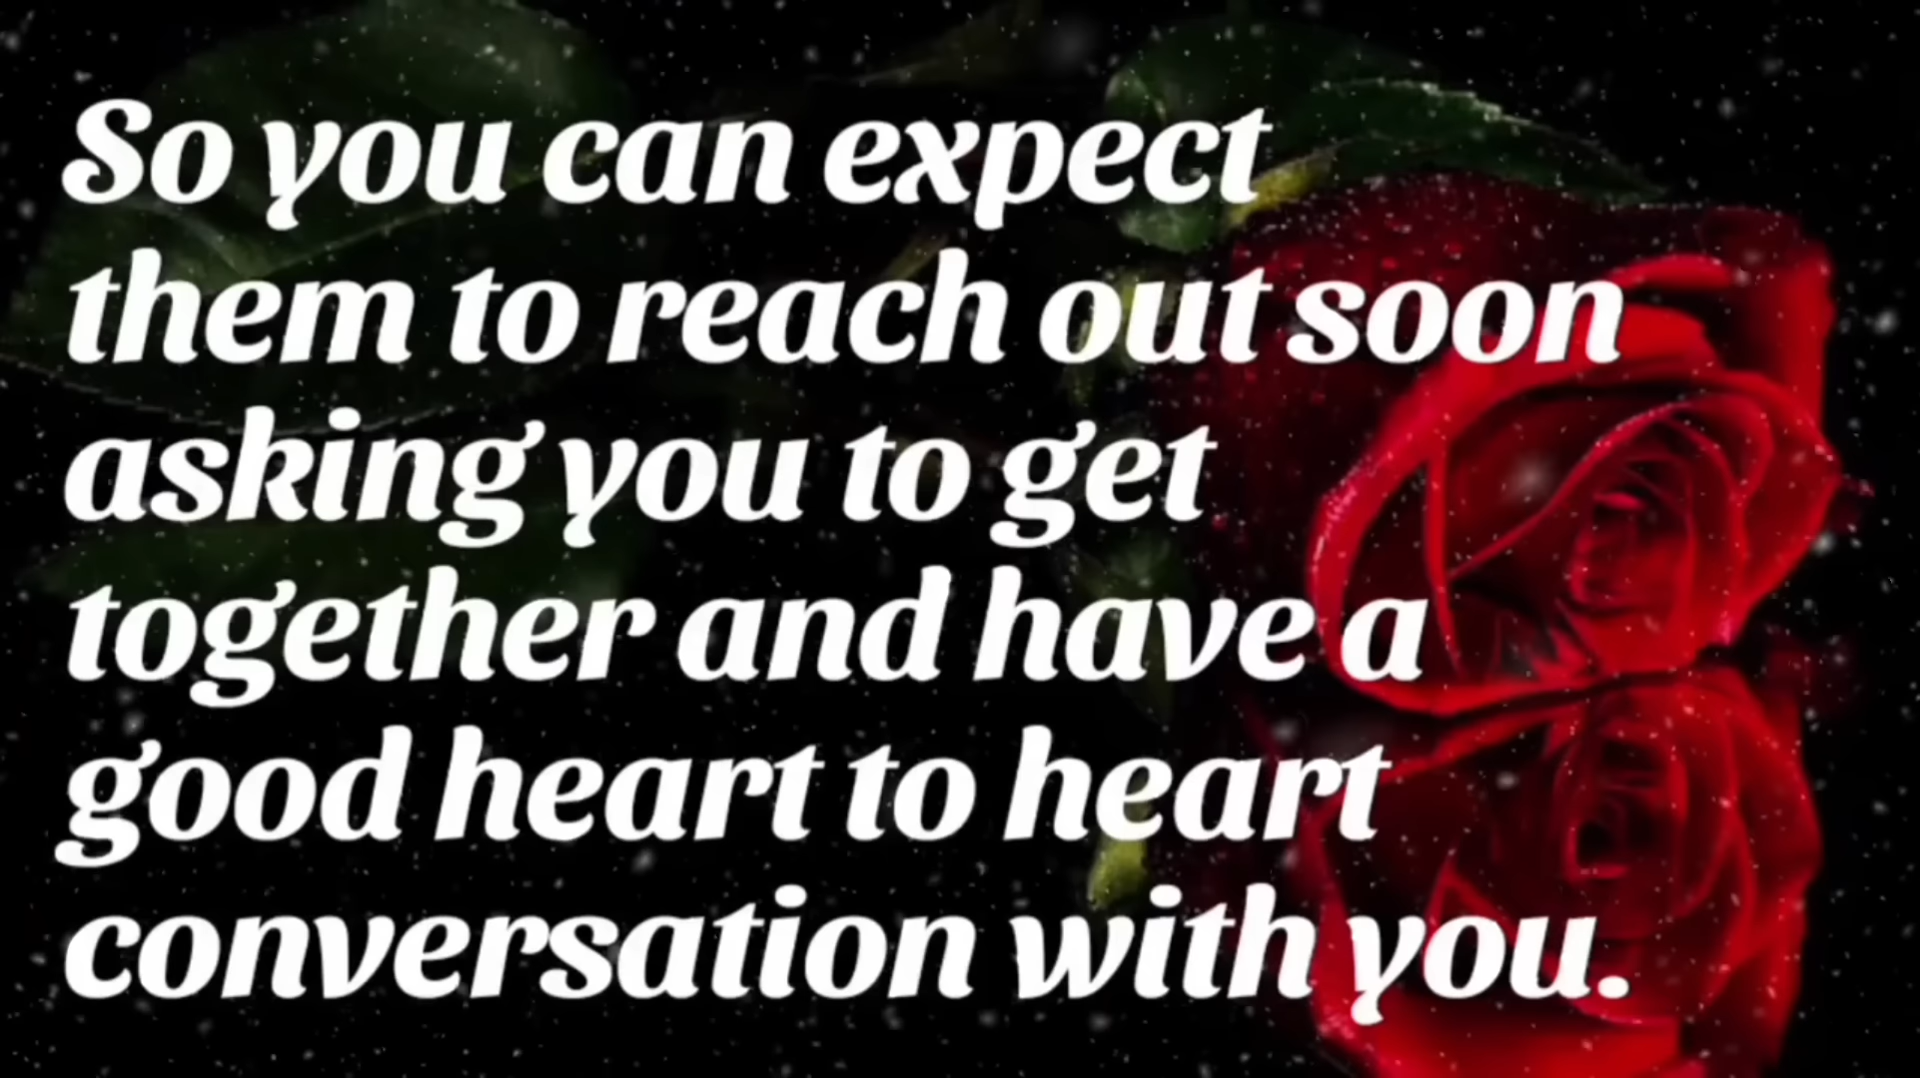 So you can expect
them to reach out soon
asking you to get
together and have a
good heart to heart
conversation with you.